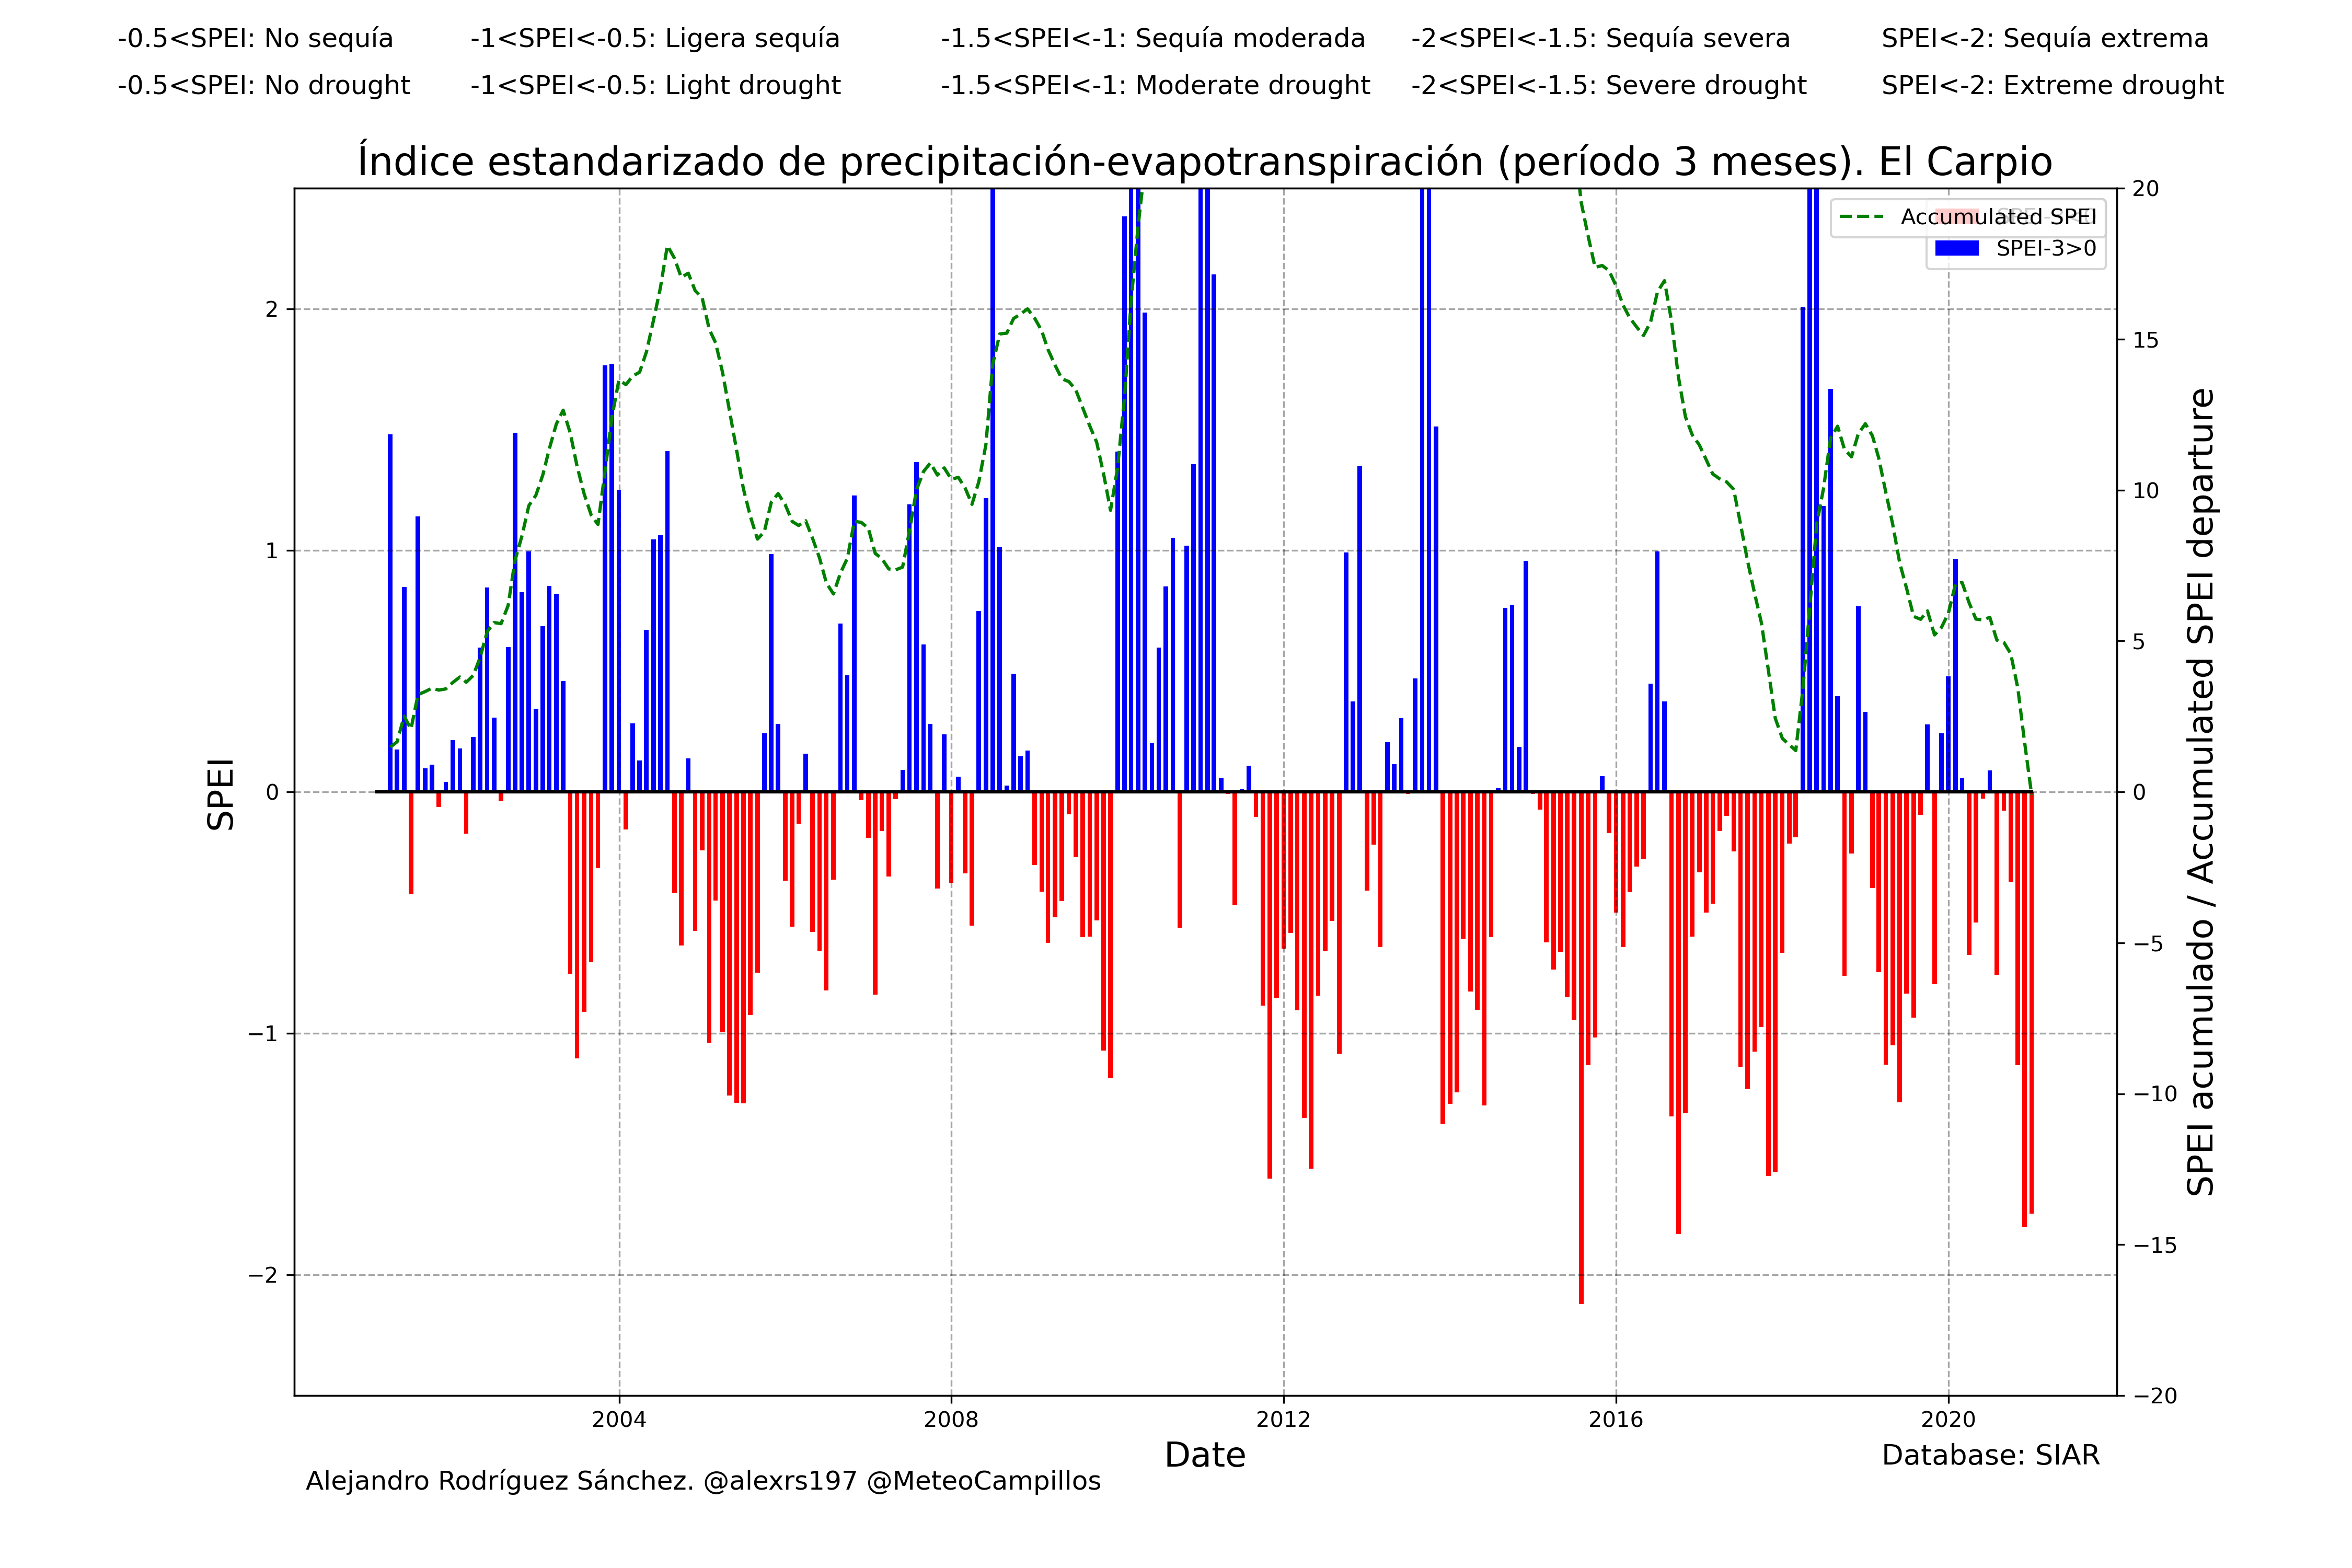 -0.5<SPEI: No sequía -1<SPEI<-0.5: Ligera sequía -1.5<SPEI<-1: Sequía moderada -2<SPEI<-1.5: Sequía severa SPEI<-2: Sequía extrema
-0.5<SPEI: No drought -1<SPEI<-0.5: Light drought -1.5<SPEI<-1: Moderate drought -2<SPEI<-1.5: Severe drought SPEI<-2: Extreme drought
Índice estandarizado de precipitación-evapotranspiración (período 3 meses). El Carpio
Accumulated SPEI
SPEI-3>0
SPEI
2
1
0
−1
−2
20
15
10
5
0
−5
−10
−15
−20
SPEI acumulado / Accumulated SPEI departure
2004 2008 2012 2016 2020
Date
Database: SIAR
Alejandro Rodríguez Sánchez. @alexrs197 @MeteoCampillos